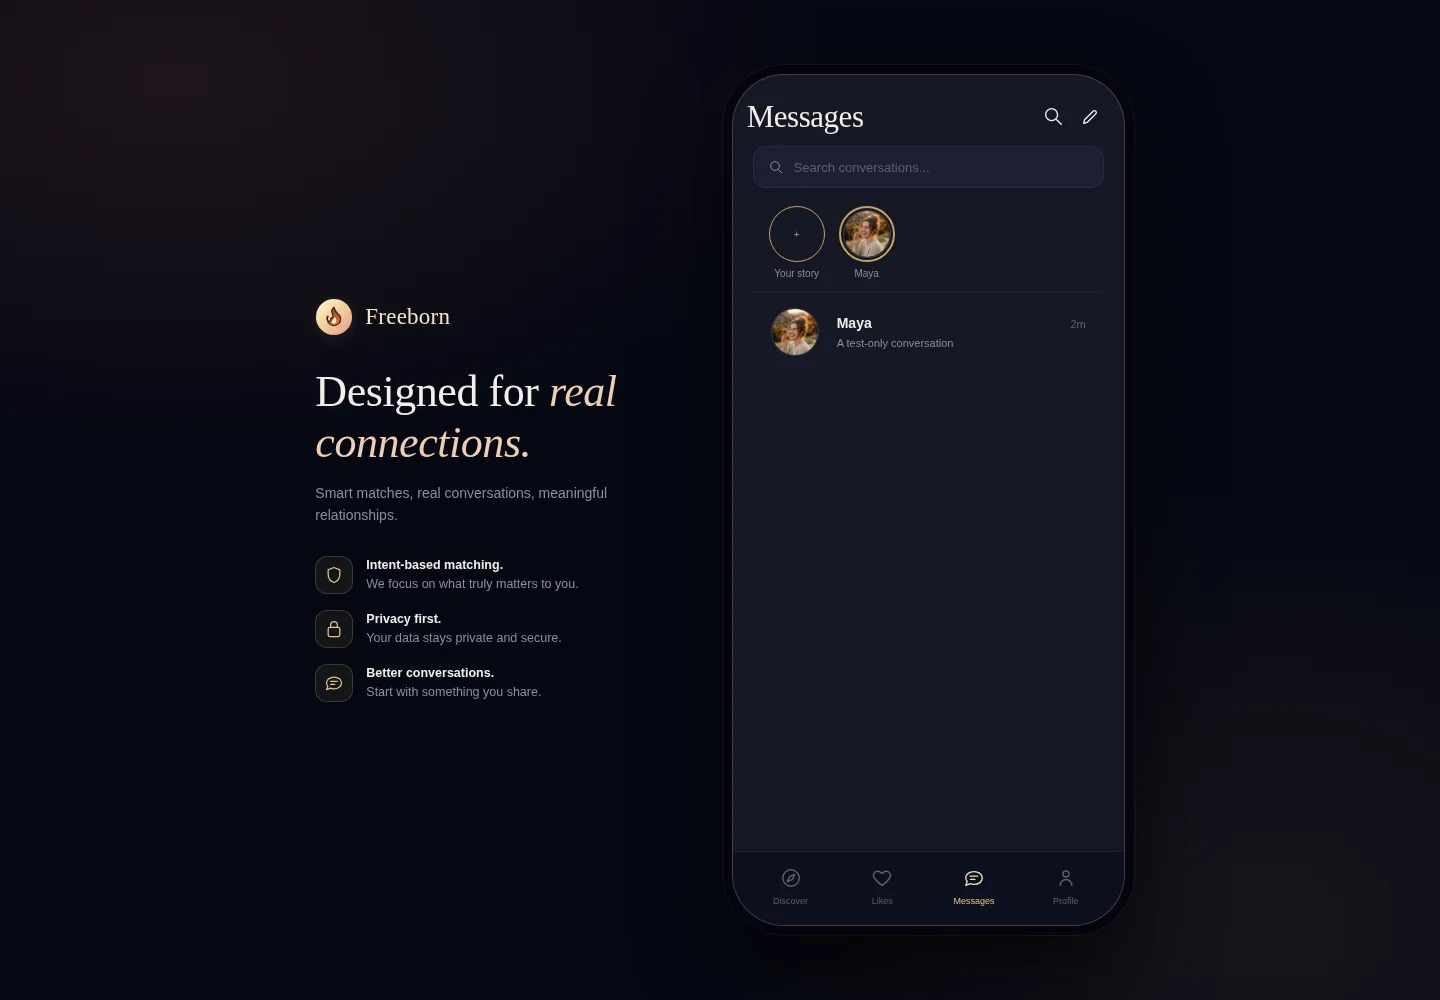 Freeborn
Designed for real
connections.
Smart matches, real conversations, meaningful
relationships.
Intent-based matching.
We focus on what truly matters to you.
Privacy first.
Your data stays private and secure.
Better conversations.
Start with something you share.
Messages
Search conversations...
+
Your story
Maya
Maya
2m
A test-only conversation
Discover
Likes
Messages
Profile